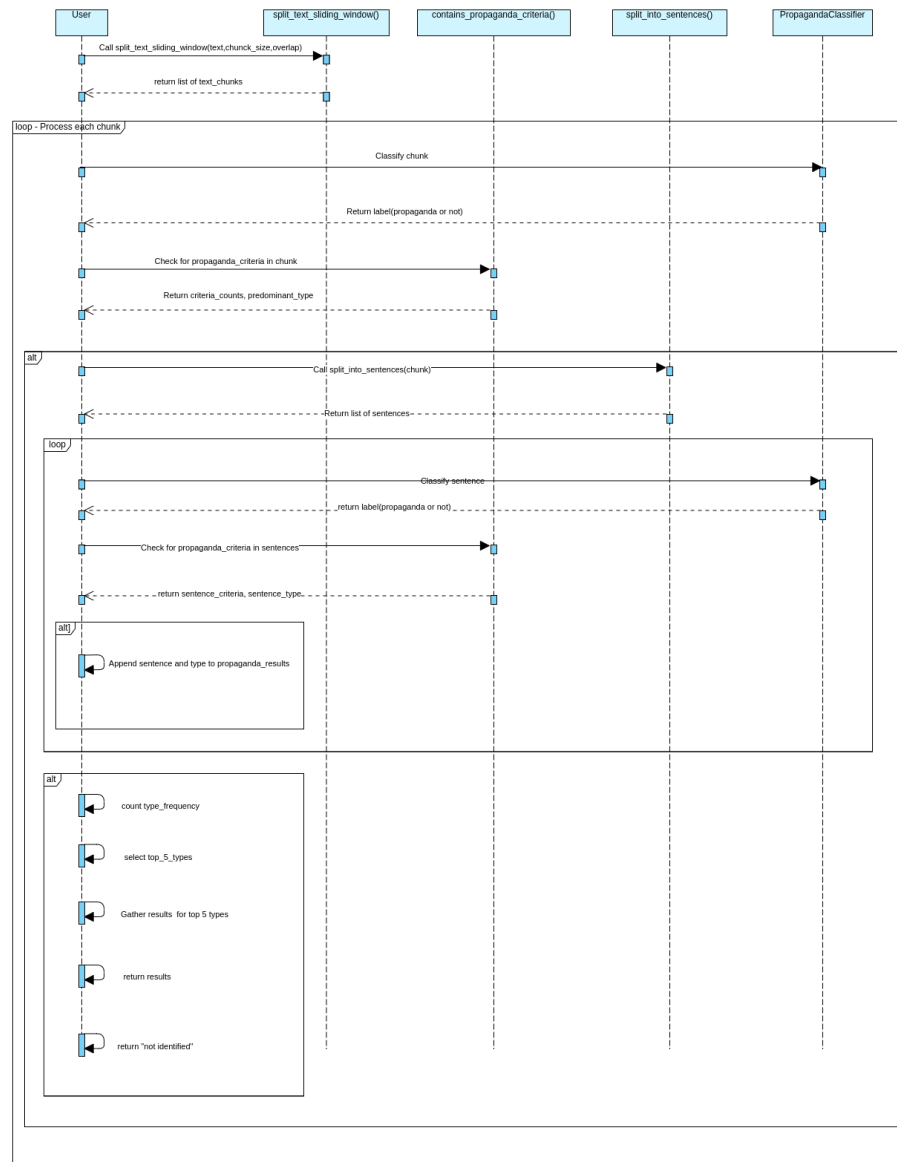 User
split_text_sliding_window()
contains_propaganda_criteria()
split_into_sentences()
PropagandaClassifier
Call split_text_sliding_window(text,chunck_size,overlap)
return list of text_chunks
loop - Process each chunk
Classify chunk
Return label(propaganda or not)
Check for propaganda_criteria in chunk
Return criteria_counts, predominant_type
alt
Call split_into_sentences(chunk)
Return list of sentences
loop
Classify sentence
return label(propaganda or not)
Check for propaganda_criteria in sentences
return sentence_criteria, sentence_type
alt]
Append sentence and type to propaganda_results
alt
count type_frequency
select top_5_types
Gather results for top 5 types
return results
return "not identified"